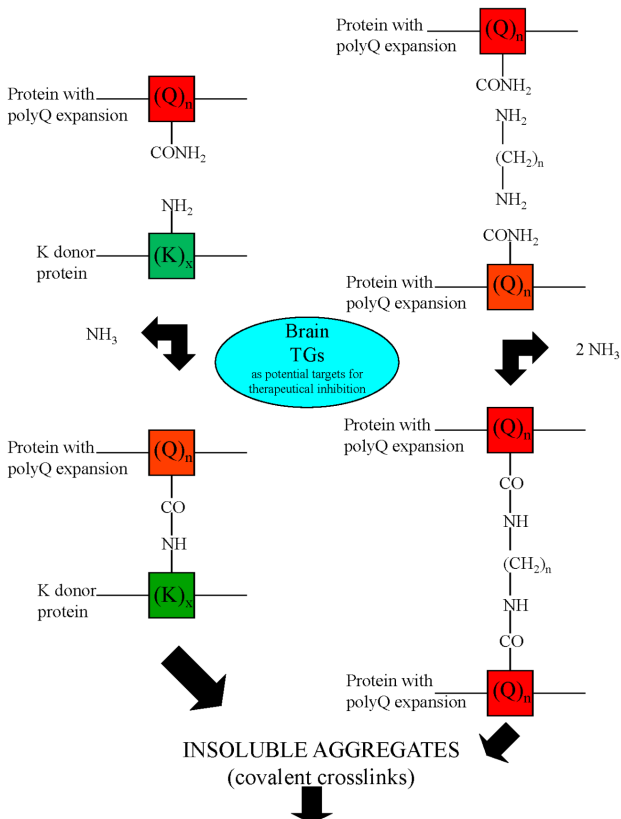 Protein with
polyQ expansion
(Q)n
CONH2
NH2
K donor
protein
(K)x
NH3
Protein with
polyQ expansion
(Q)n
CONH2
NH2
(CH2)n
NH2
CONH2
Protein with
polyQ expansion
(Q)n
2 NH3
Brain
TGs
as potential targets for
therapeutical inhibition
Protein with
polyQ expansion
(Q)n
CO
NH
K donor
protein
(K)x
Protein with
polyQ expansion
(Q)n
CO
NH
(CH2)n
NH
CO
Protein with
polyQ expansion
(Q)n
INSOLUBLE AGGREGATES
(covalent crosslinks)